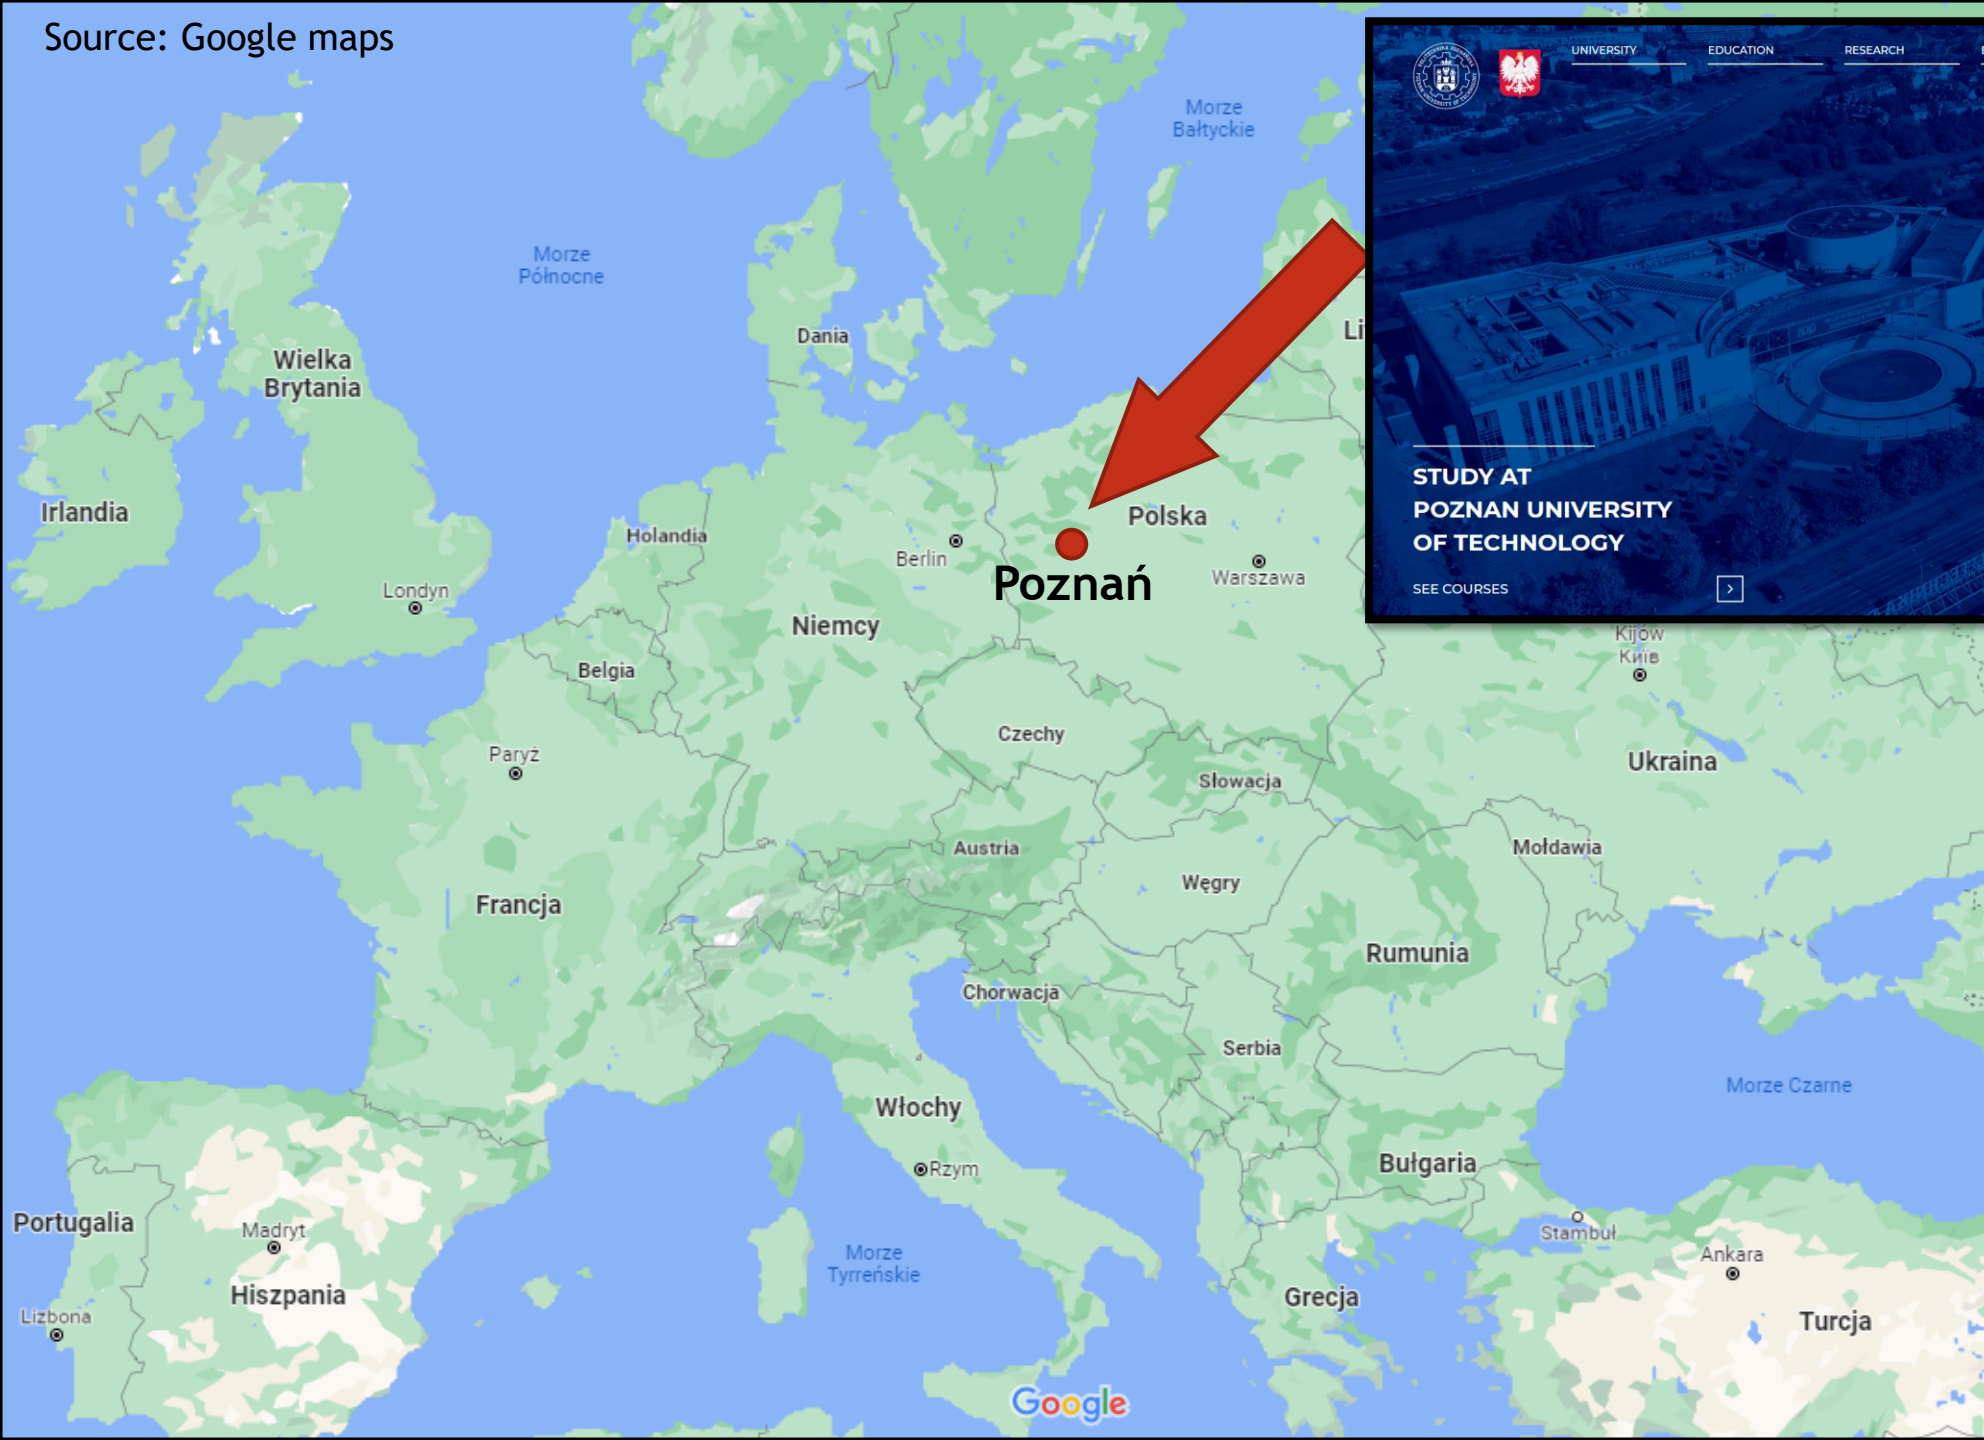 Source: Google maps
UNIVERSITY
EDUCATION
RESEARCH
STUDY AT
POZNAN UNIVERSITY
OF TECHNOLOGY
SEE COURSES
Morze
Bałtyckie
Morze
Północne
Dania
Wielka
Brytania
Irlandia
Holandia
Polska
Berlin
Poznań
Warszawa
Londyn
Niemcy
Kijów
Київ
Belgia
Czechy
Paryż
Ukraina
Słowacja
Austria
Mołdawia
Węgry
Francja
Rumunia
Chorwacja
Serbia
Morze Czarne
Włochy
Bułgaria
Rzym
Portugalia
Madryt
Stambuł
Morze
Tyrreńskie
Ankara
Hiszpania
Grecja
Lizbona
Turcja
Google